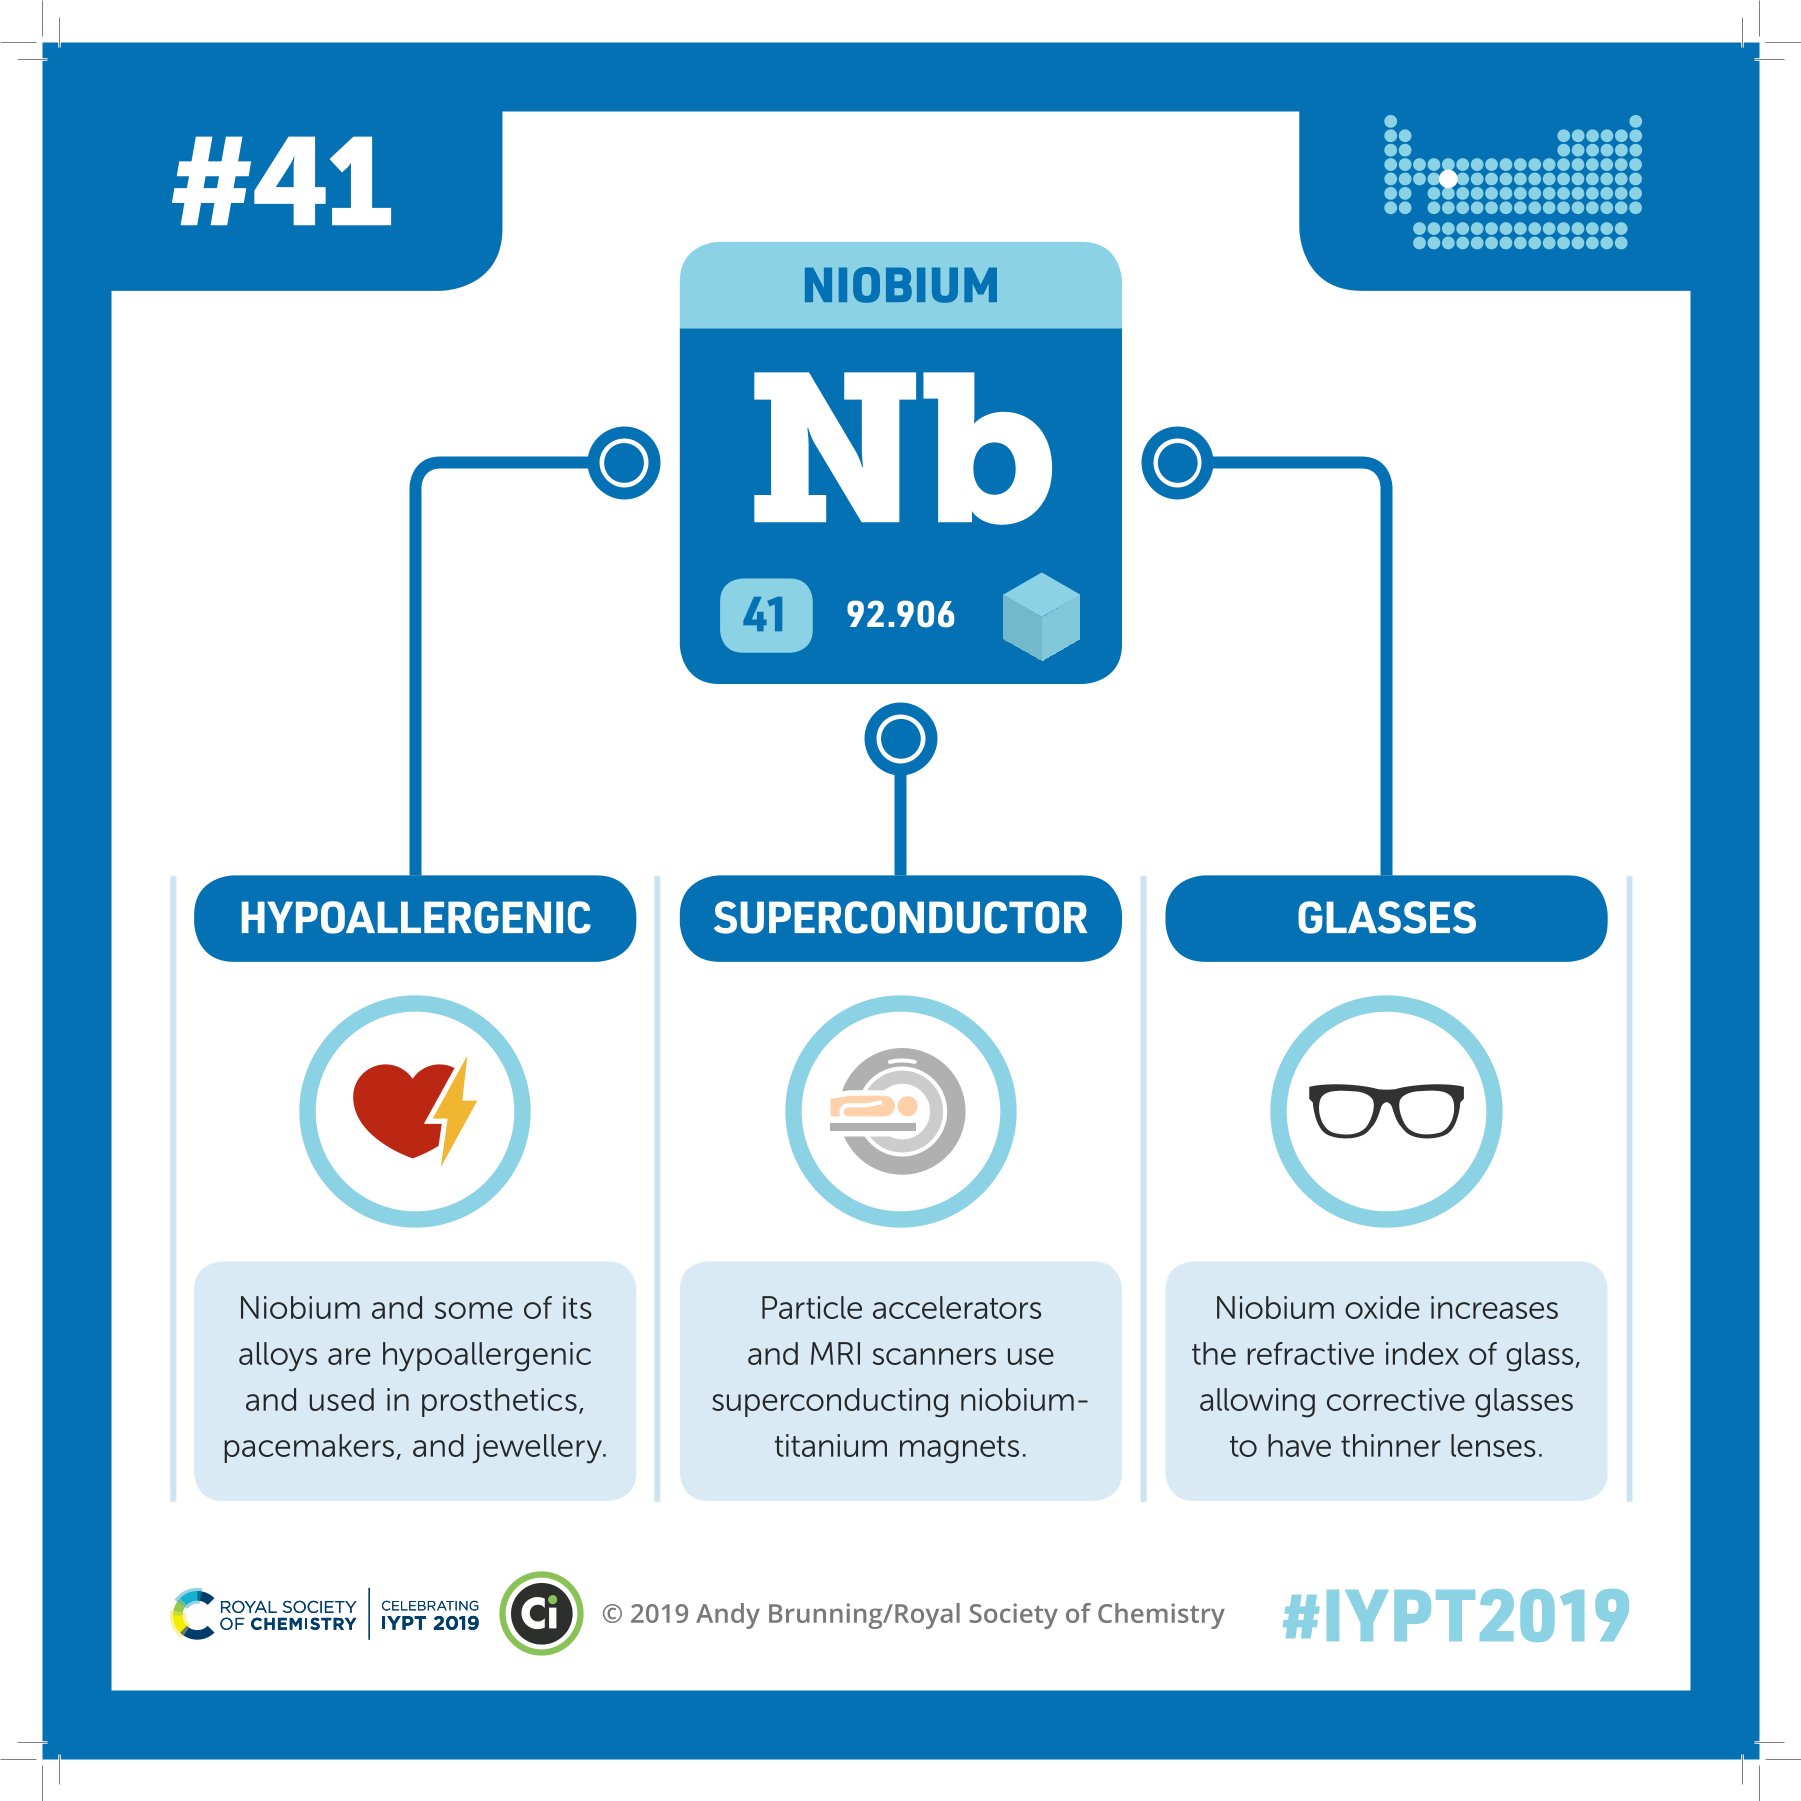 #41
NIOBIUM
Nb
41 92.906
HYPOALLERGENIC
Niobium and some of its
alloys are hypoallergenic
and used in prosthetics,
pacemakers, and jewellery.
SUPERCONDUCTOR
Particle accelerators
and MRI scanners use
superconducting niobium-
titanium magnets.
GLASSES
Niobium oxide increases
the refractive index of glass,
allowing corrective glasses
to have thinner lenses.
ROYAL SOCIETY
OF CHEMISTRY
CELEBRATING
IYPT 2019
Ci
© 2019 Andy Brunning/Royal Society of Chemistry
#IYPT2019